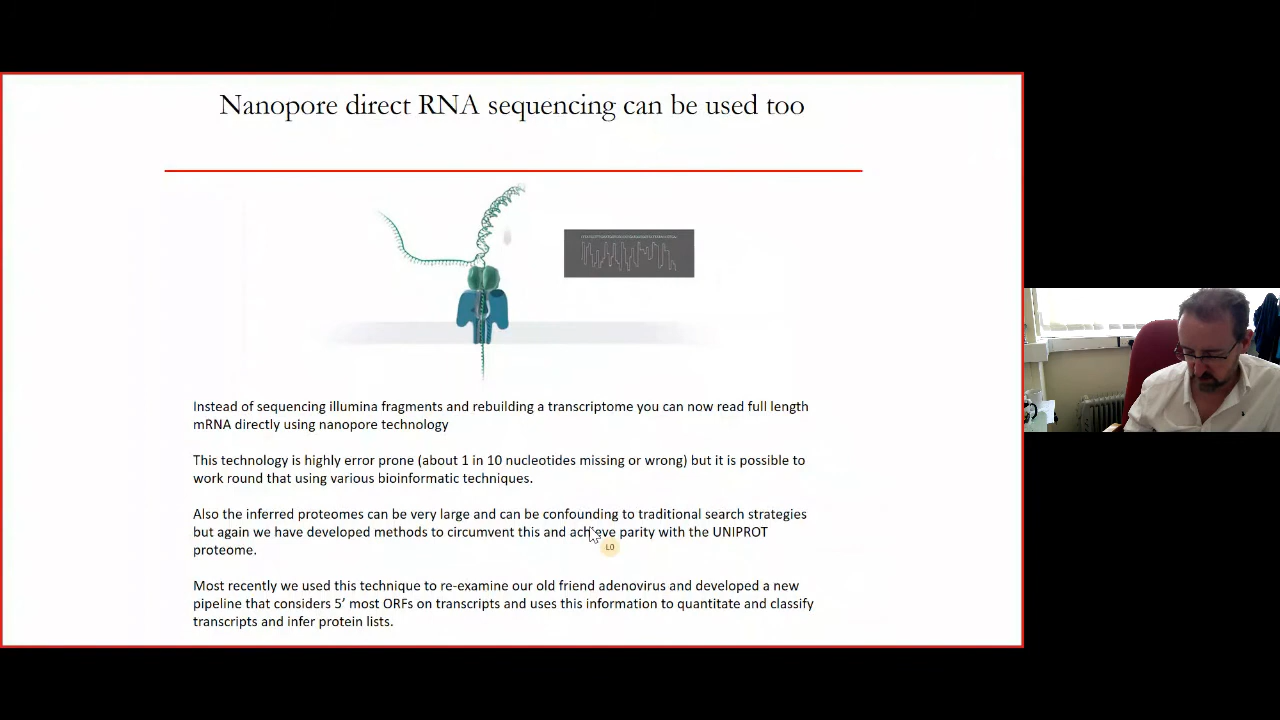 Nanopore direct RNA sequencing can be used too
Instead of sequencing illumina fragments and rebuilding a transcriptome you can now read full length
mRNA directly using nanopore technology
This technology is highly error prone (about 1 in 10 nucleotides missing or wrong) but it is possible to
work round that using various bioinformatic techniques.
Also the inferred proteomes can be very large and can be confounding to traditional search strategies
but again we have developed methods to circumvent this and achieve parity with the UNIPROT
proteome.
L0
Most recently we used this technique to re-examine our old friend adenovirus and developed a new
pipeline that considers 5’ most ORFs on transcripts and uses this information to quantitate and classify
transcripts and infer protein lists.